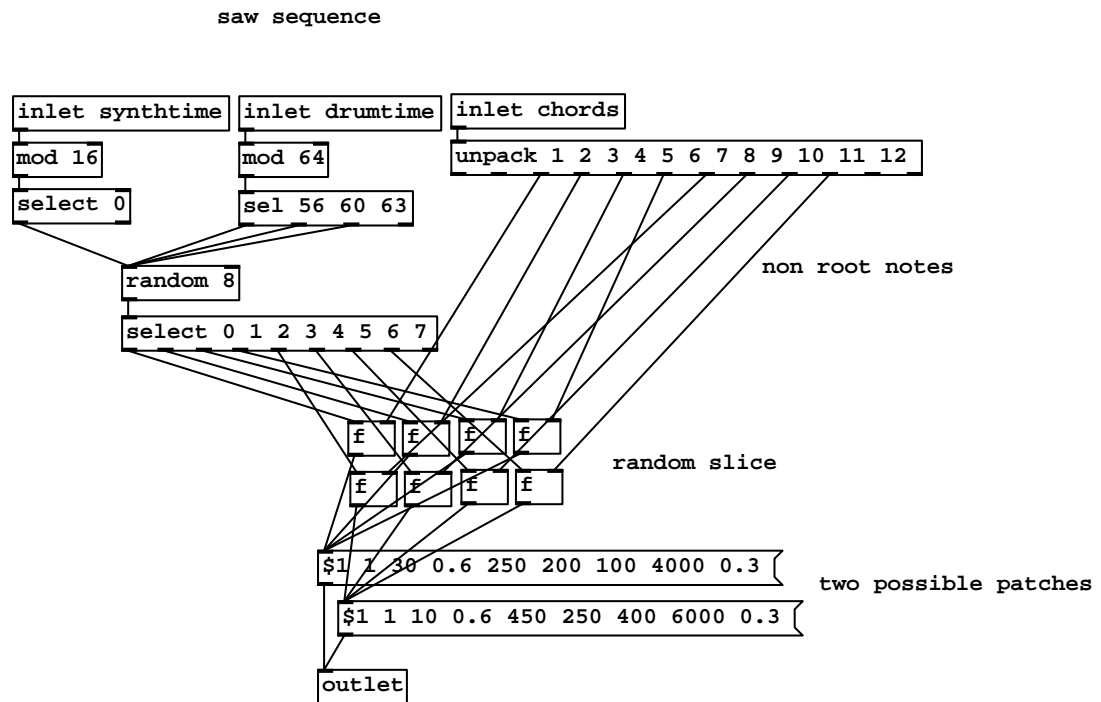 saw sequence
inlet synthtime
inlet drumtime
inlet chords
mod 16
mod 64
unpack 1 2 3 4 5 6 7 8 9 10 11 12
select 0
sel 56 60 63
non root notes
random 8
select 0 1 2 3 4 5 6 7
f
f
f
f
random slice
f
f
f
f
$1 1 30 0.6 250 200 100 4000 0.3
two possible patches
$1 1 10 0.6 450 250 400 6000 0.3
outlet